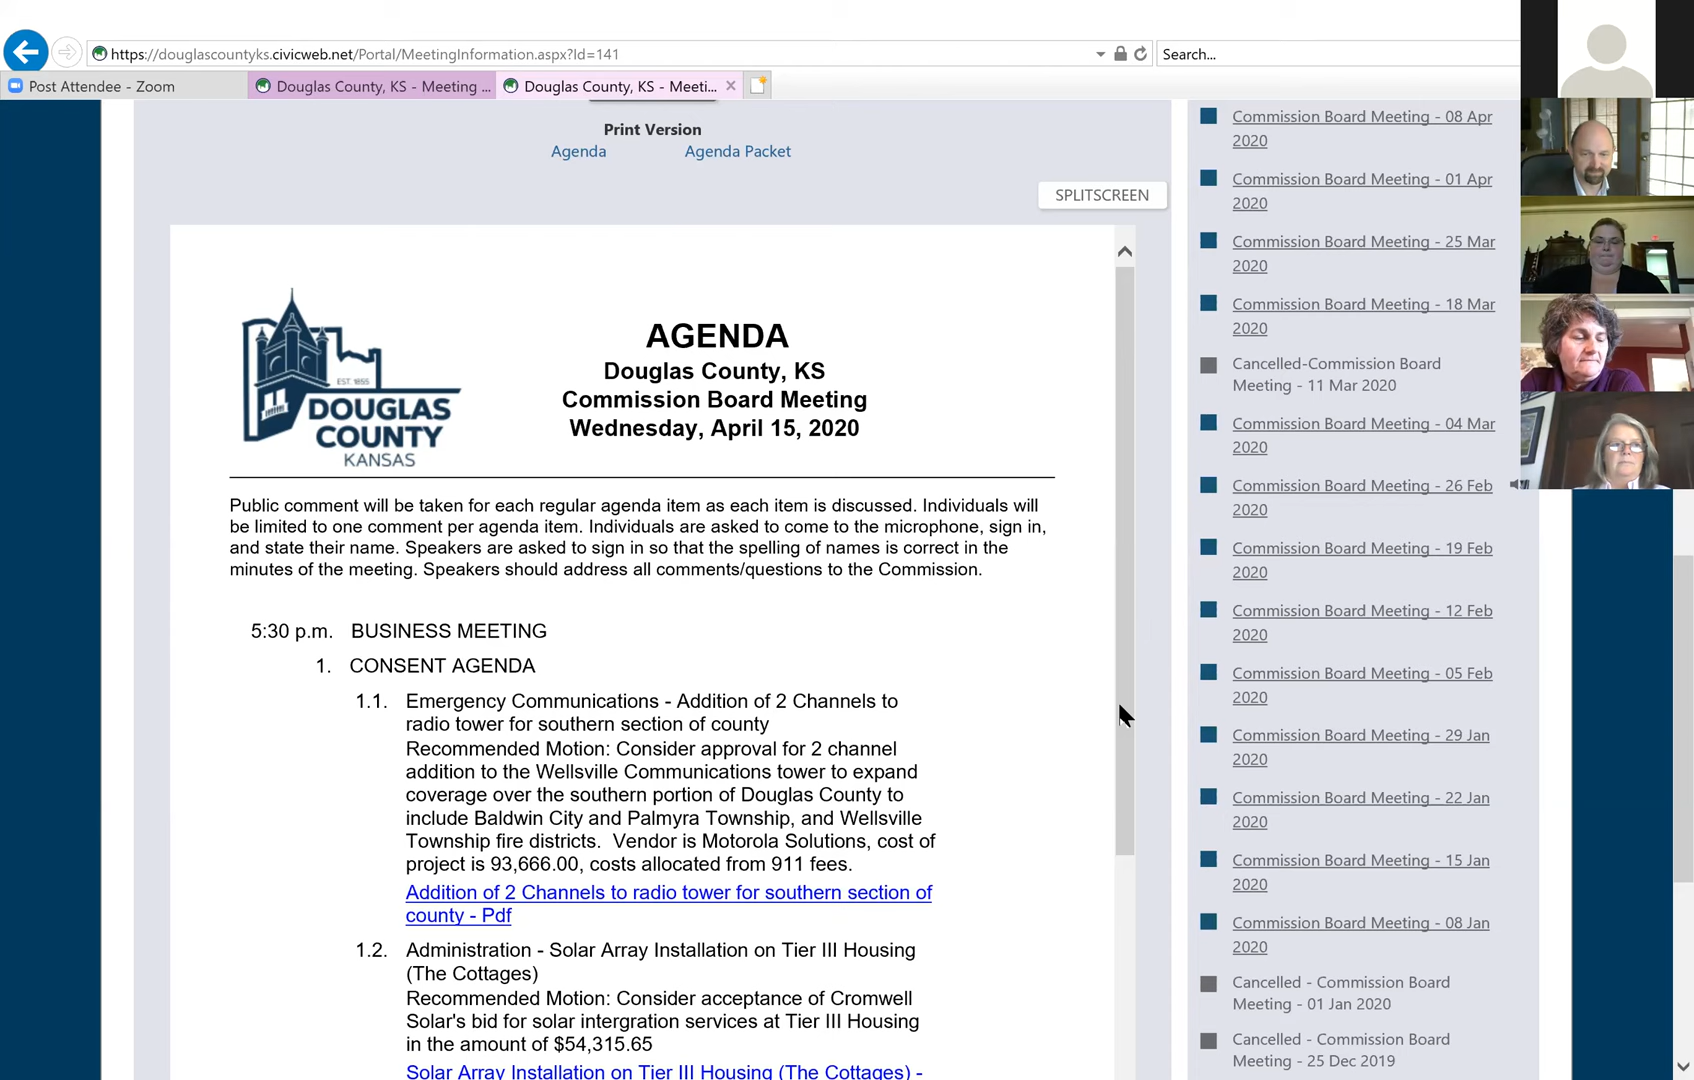 https://douglascountyks.civicweb.net/Portal/MeetingInformation.aspx?Id=141
Search...
Post Attendee - Zoom
Douglas County, KS - Meeting ...
Douglas County, KS - Meeti...
Print Version
Agenda
Agenda Packet
SPLITSCREEN
EST. 1855
DOUGLAS
COUNTY
KANSAS
AGENDA
Douglas County, KS
Commission Board Meeting
Wednesday, April 15, 2020
Public comment will be taken for each regular agenda item as each item is discussed. Individuals will
be limited to one comment per agenda item. Individuals are asked to come to the microphone, sign in,
and state their name. Speakers are asked to sign in so that the spelling of names is correct in the
minutes of the meeting. Speakers should address all comments/questions to the Commission.
5:30 p.m. BUSINESS MEETING
1. CONSENT AGENDA
1.1. Emergency Communications - Addition of 2 Channels to
radio tower for southern section of county
Recommended Motion: Consider approval for 2 channel
addition to the Wellsville Communications tower to expand
coverage over the southern portion of Douglas County to
include Baldwin City and Palmyra Township, and Wellsville
Township fire districts.  Vendor is Motorola Solutions, cost of
project is 93,666.00, costs allocated from 911 fees.
Addition of 2 Channels to radio tower for southern section of
county - Pdf
1.2. Administration - Solar Array Installation on Tier III Housing
(The Cottages)
Recommended Motion: Consider acceptance of Cromwell
Solar's bid for solar intergration services at Tier III Housing
in the amount of $54,315.65
Solar Array Installation on Tier III Housing (The Cottages) -
Commission Board Meeting - 08 Apr
2020
Commission Board Meeting - 01 Apr
2020
Commission Board Meeting - 25 Mar
2020
Commission Board Meeting - 18 Mar
2020
Cancelled-Commission Board
Meeting - 11 Mar 2020
Commission Board Meeting - 04 Mar
2020
Commission Board Meeting - 26 Feb
2020
Commission Board Meeting - 19 Feb
2020
Commission Board Meeting - 12 Feb
2020
Commission Board Meeting - 05 Feb
2020
Commission Board Meeting - 29 Jan
2020
Commission Board Meeting - 22 Jan
2020
Commission Board Meeting - 15 Jan
2020
Commission Board Meeting - 08 Jan
2020
Cancelled - Commission Board
Meeting - 01 Jan 2020
Cancelled - Commission Board
Meeting - 25 Dec 2019